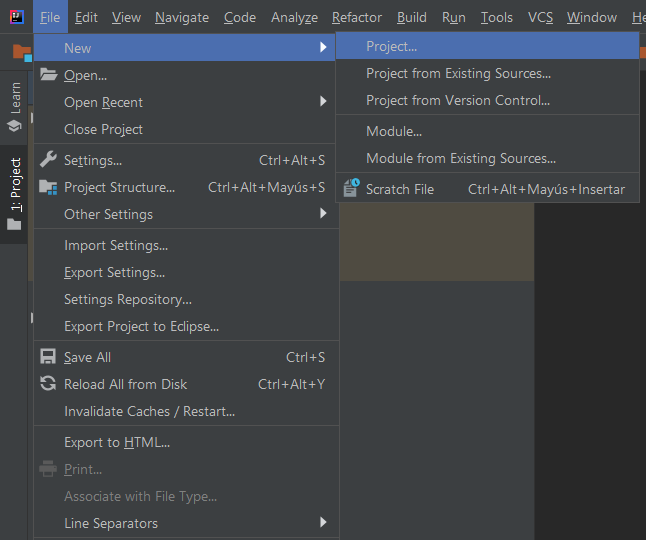 File Edit View Navigate Code Analyze Refactor Build Run Tools VCS Window
Learn
1: Project
New
Open...
Open Recent
Close Project
Settings... Ctrl+Alt+S
Project Structure... Ctrl+Alt+Mayús+S
Other Settings
Import Settings...
Export Settings...
Settings Repository...
Export Project to Eclipse...
Save All Ctrl+S
Reload All from Disk Ctrl+Alt+Y
Invalidate Caches / Restart...
Export to HTML...
Print...
Associate with File Type...
Line Separators
Project...
Project from Existing Sources...
Project from Version Control...
Module...
Module from Existing Sources...
Scratch File Ctrl+Alt+Mayús+Insertar